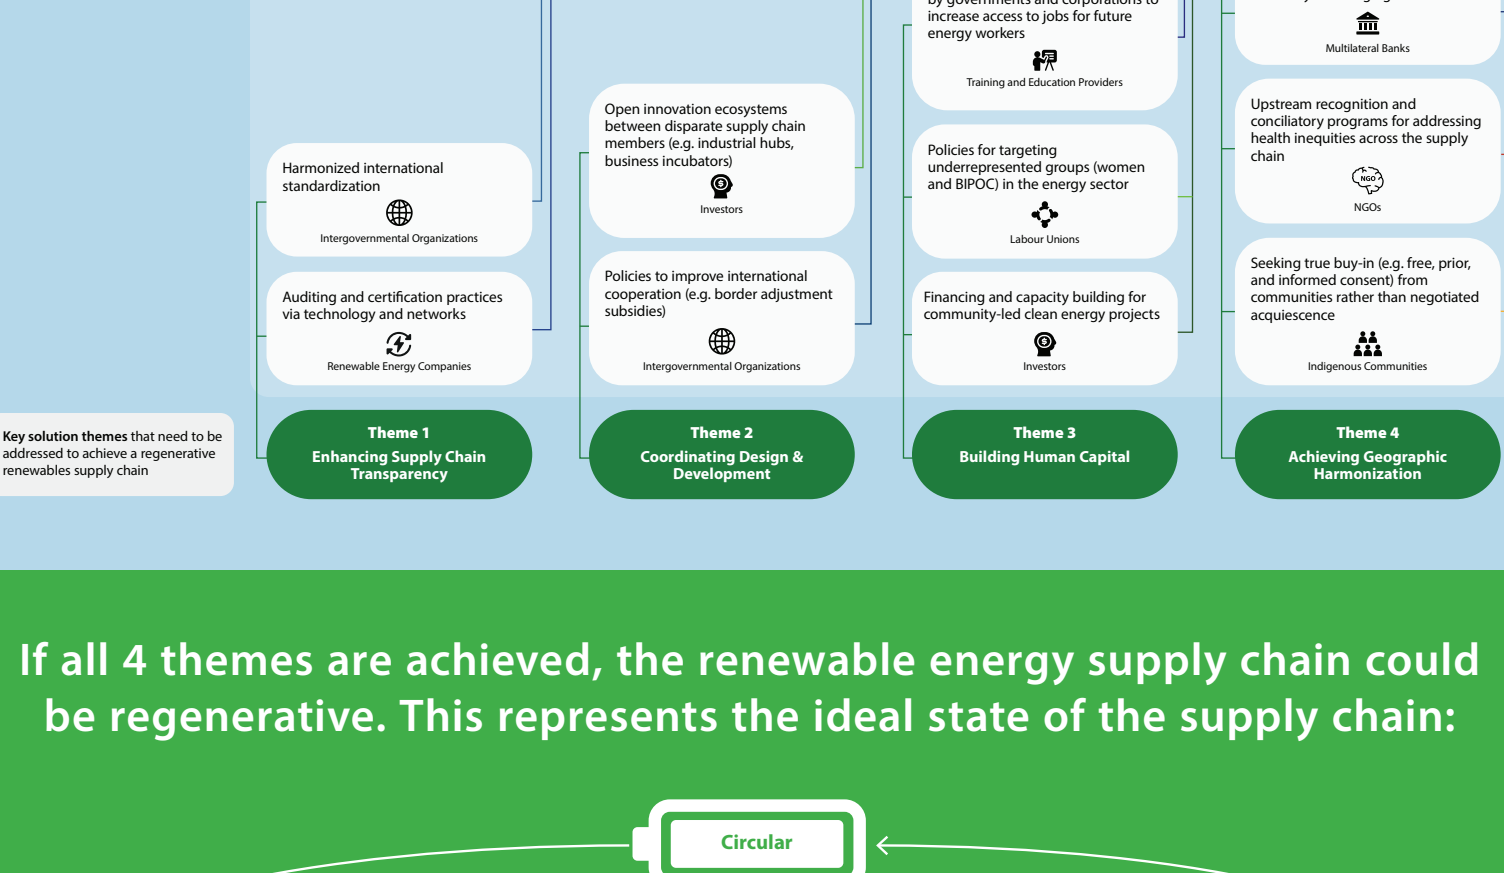 Harmonized international
standardization
Intergovernmental Organizations
Auditing and certification practices
via technology and networks
Renewable Energy Companies
Open innovation ecosystems
between disparate supply chain
members (e.g. industrial hubs,
business incubators)
Investors
Policies to improve international
cooperation (e.g. border adjustment
subsidies)
Intergovernmental Organizations
by governments and corporations to
increase access to jobs for future
energy workers
Training and Education Providers
Policies for targeting
underrepresented groups (women
and BIPOC) in the energy sector
Labour Unions
Financing and capacity building for
community-led clean energy projects
Investors
Multilateral Banks
Upstream recognition and
conciliatory programs for addressing
health inequities across the supply
chain
NGO
NGOs
Seeking true buy-in (e.g. free, prior,
and informed consent) from
communities rather than negotiated
acquiescence
Indigenous Communities
Key solution themes that need to be
addressed to achieve a regenerative
renewables supply chain
Theme 1
Enhancing Supply Chain
Transparency
Theme 2
Coordinating Design &
Development
Theme 3
Building Human Capital
Theme 4
Achieving Geographic
Harmonization
If all 4 themes are achieved, the renewable energy supply chain could
be regenerative. This represents the ideal state of the supply chain:
Circular